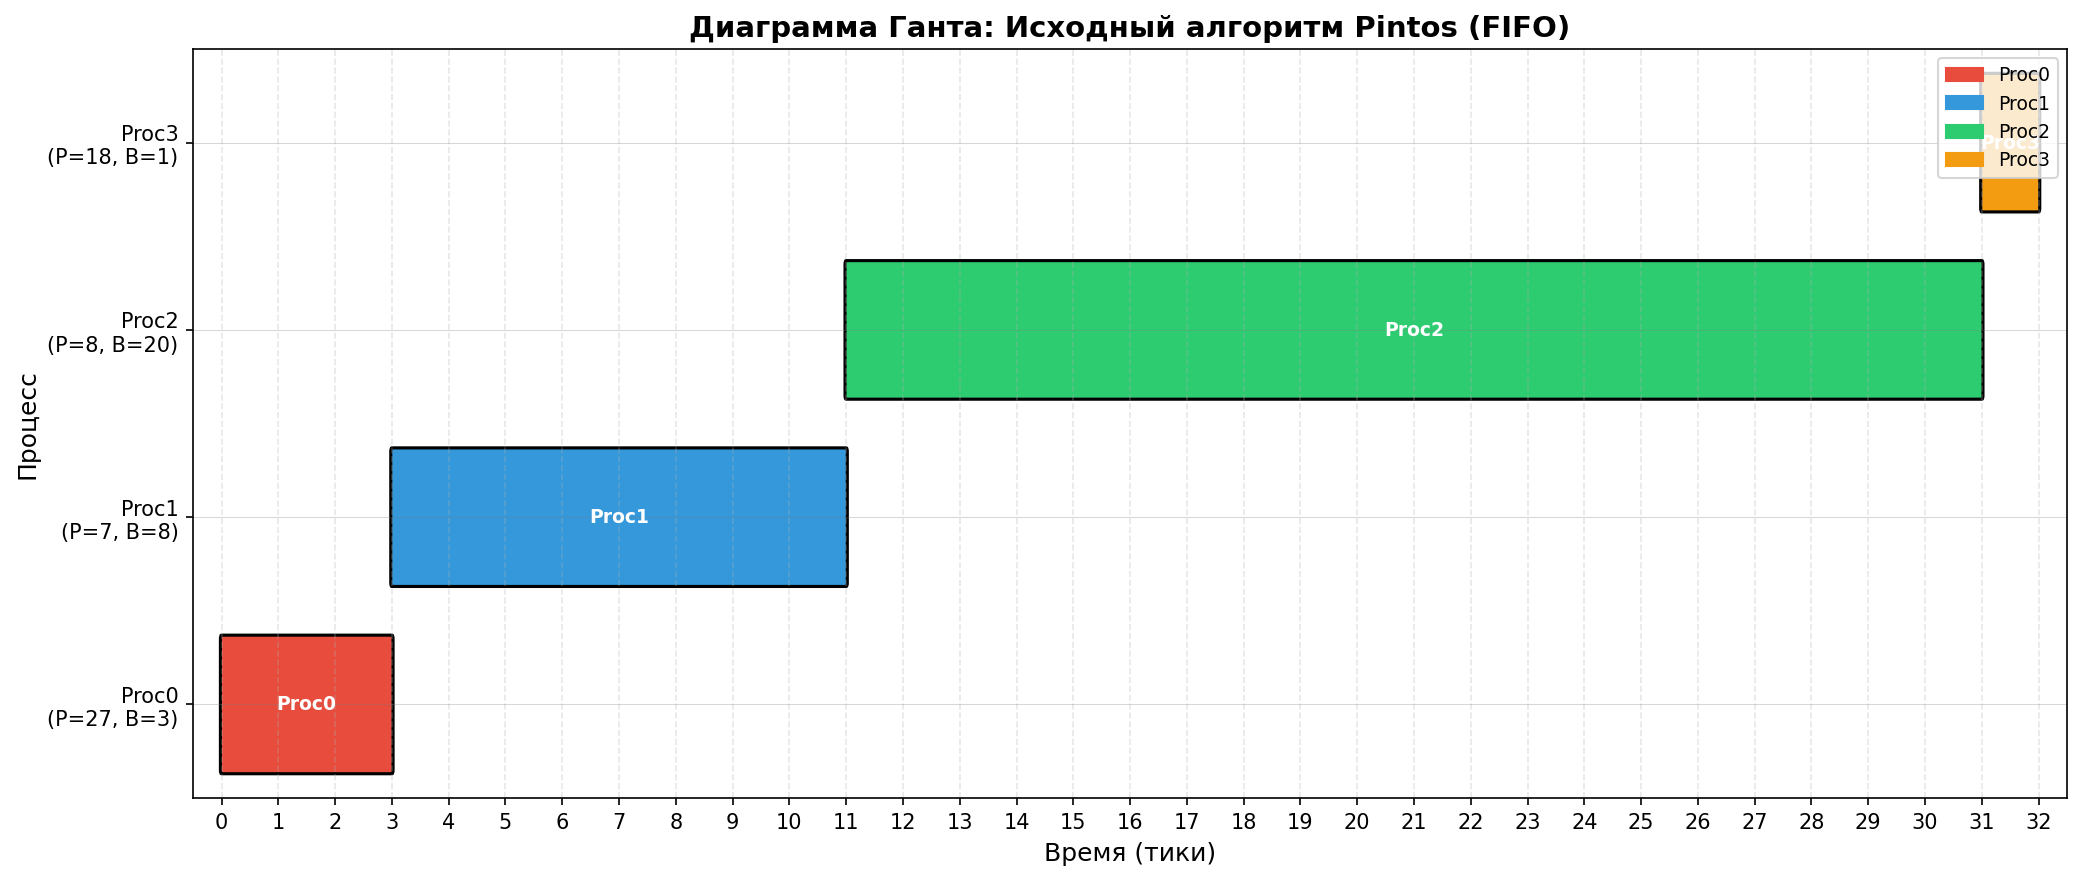 Диаграмма Ганта: Исходный алгоритм Pintos (FIFO)
Proc0
Proc1
Proc2
Proc3
Proc3
(P=18, B=1)
Proc3
Proc2
(P=8, B=20)
Proc2
Proc1
(P=7, B=8)
Proc1
Proc0
(P=27, B=3)
Proc0
Процесс
0 1 2 3 4 5 6 7 8 9 10 11 12 13 14 15 16 17 18 19 20 21 22 23 24 25 26 27 28 29 30 31 32
Время (тики)